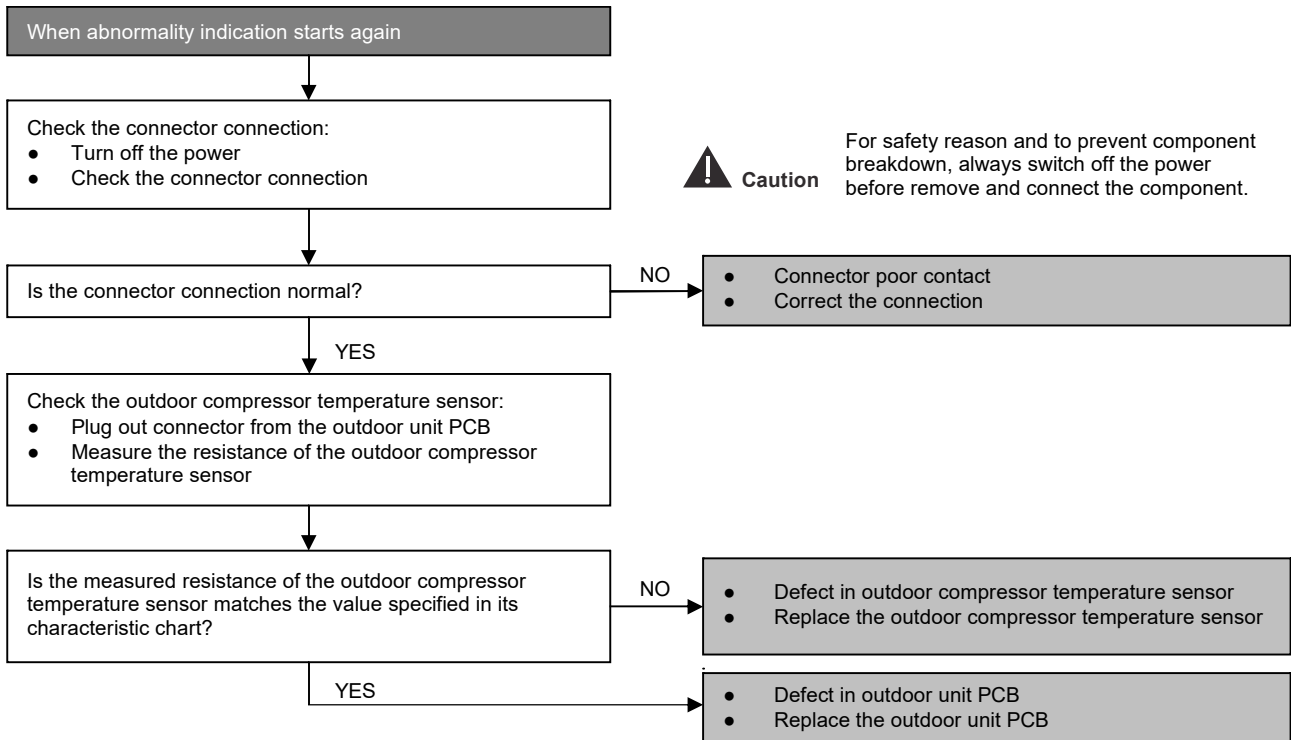 When abnormality indication starts again
Check the connector connection:
● Turn off the power
● Check the connector connection
For safety reason and to prevent component
breakdown, always switch off the power
before remove and connect the component.
Caution
Is the connector connection normal?
NO
● Connector poor contact
● Correct the connection
YES
Check the outdoor compressor temperature sensor:
● Plug out connector from the outdoor unit PCB
● Measure the resistance of the outdoor compressor
temperature sensor
Is the measured resistance of the outdoor compressor
temperature sensor matches the value specified in its
characteristic chart?
NO
● Defect in outdoor compressor temperature sensor
● Replace the outdoor compressor temperature sensor
YES
● Defect in outdoor unit PCB
● Replace the outdoor unit PCB